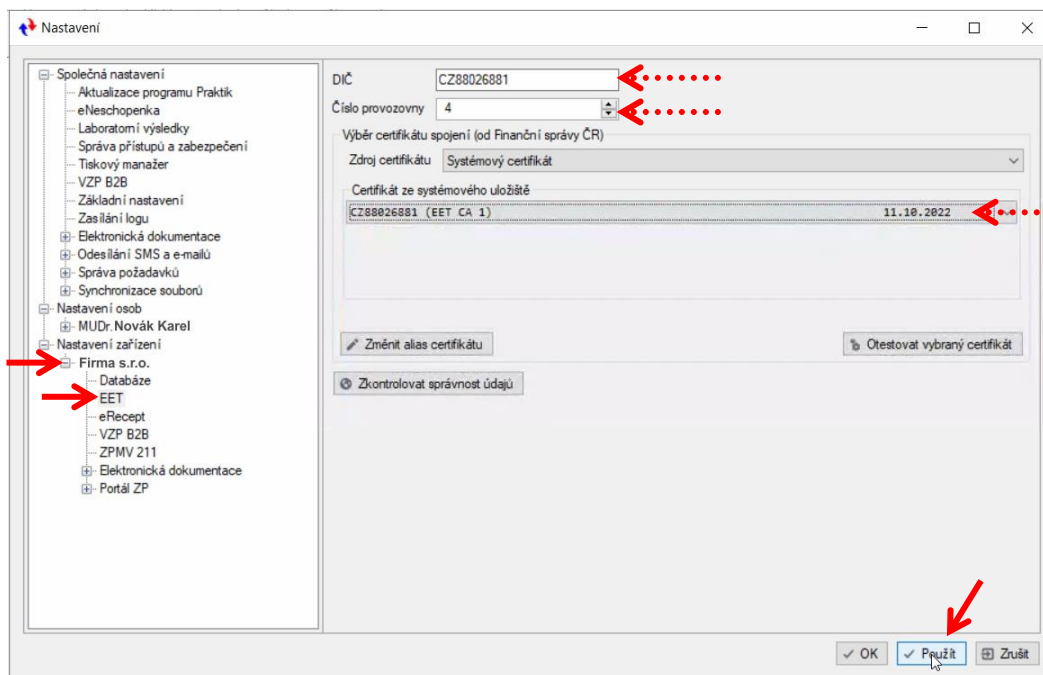 Nastavení
Společná nastavení
Aktualizace programu Praktik
eNeschopenka
Laboratorní výsledky
Správa přístupů a zabezpečení
Tiskový manažer
VZP B2B
Základní nastavení
Zasílání logu
Elektronická dokumentace
Odesílání SMS a e-mailů
Správa požadavků
Synchronizace souborů
Nastavení osob
MUDr. Novák Karel
Nastavení zařízení
Firma s.r.o.
Databáze
EET
eRecept
VZP B2B
ZPMV 211
Elektronická dokumentace
Portál ZP
DIČ CZ88026881
Číslo provozovny 4
Výběr certifikátu spojení (od Finanční správy ČR)
Zdroj certifikátu Systémový certifikát
Certifikát ze systémového uložiště
CZ88026881 (EET CA 1) 11.10.2022
Změnit alias certifikátu Otestovat vybraný certifikát
Zkontrolovat správnost údajů
OK Použít Zrušit